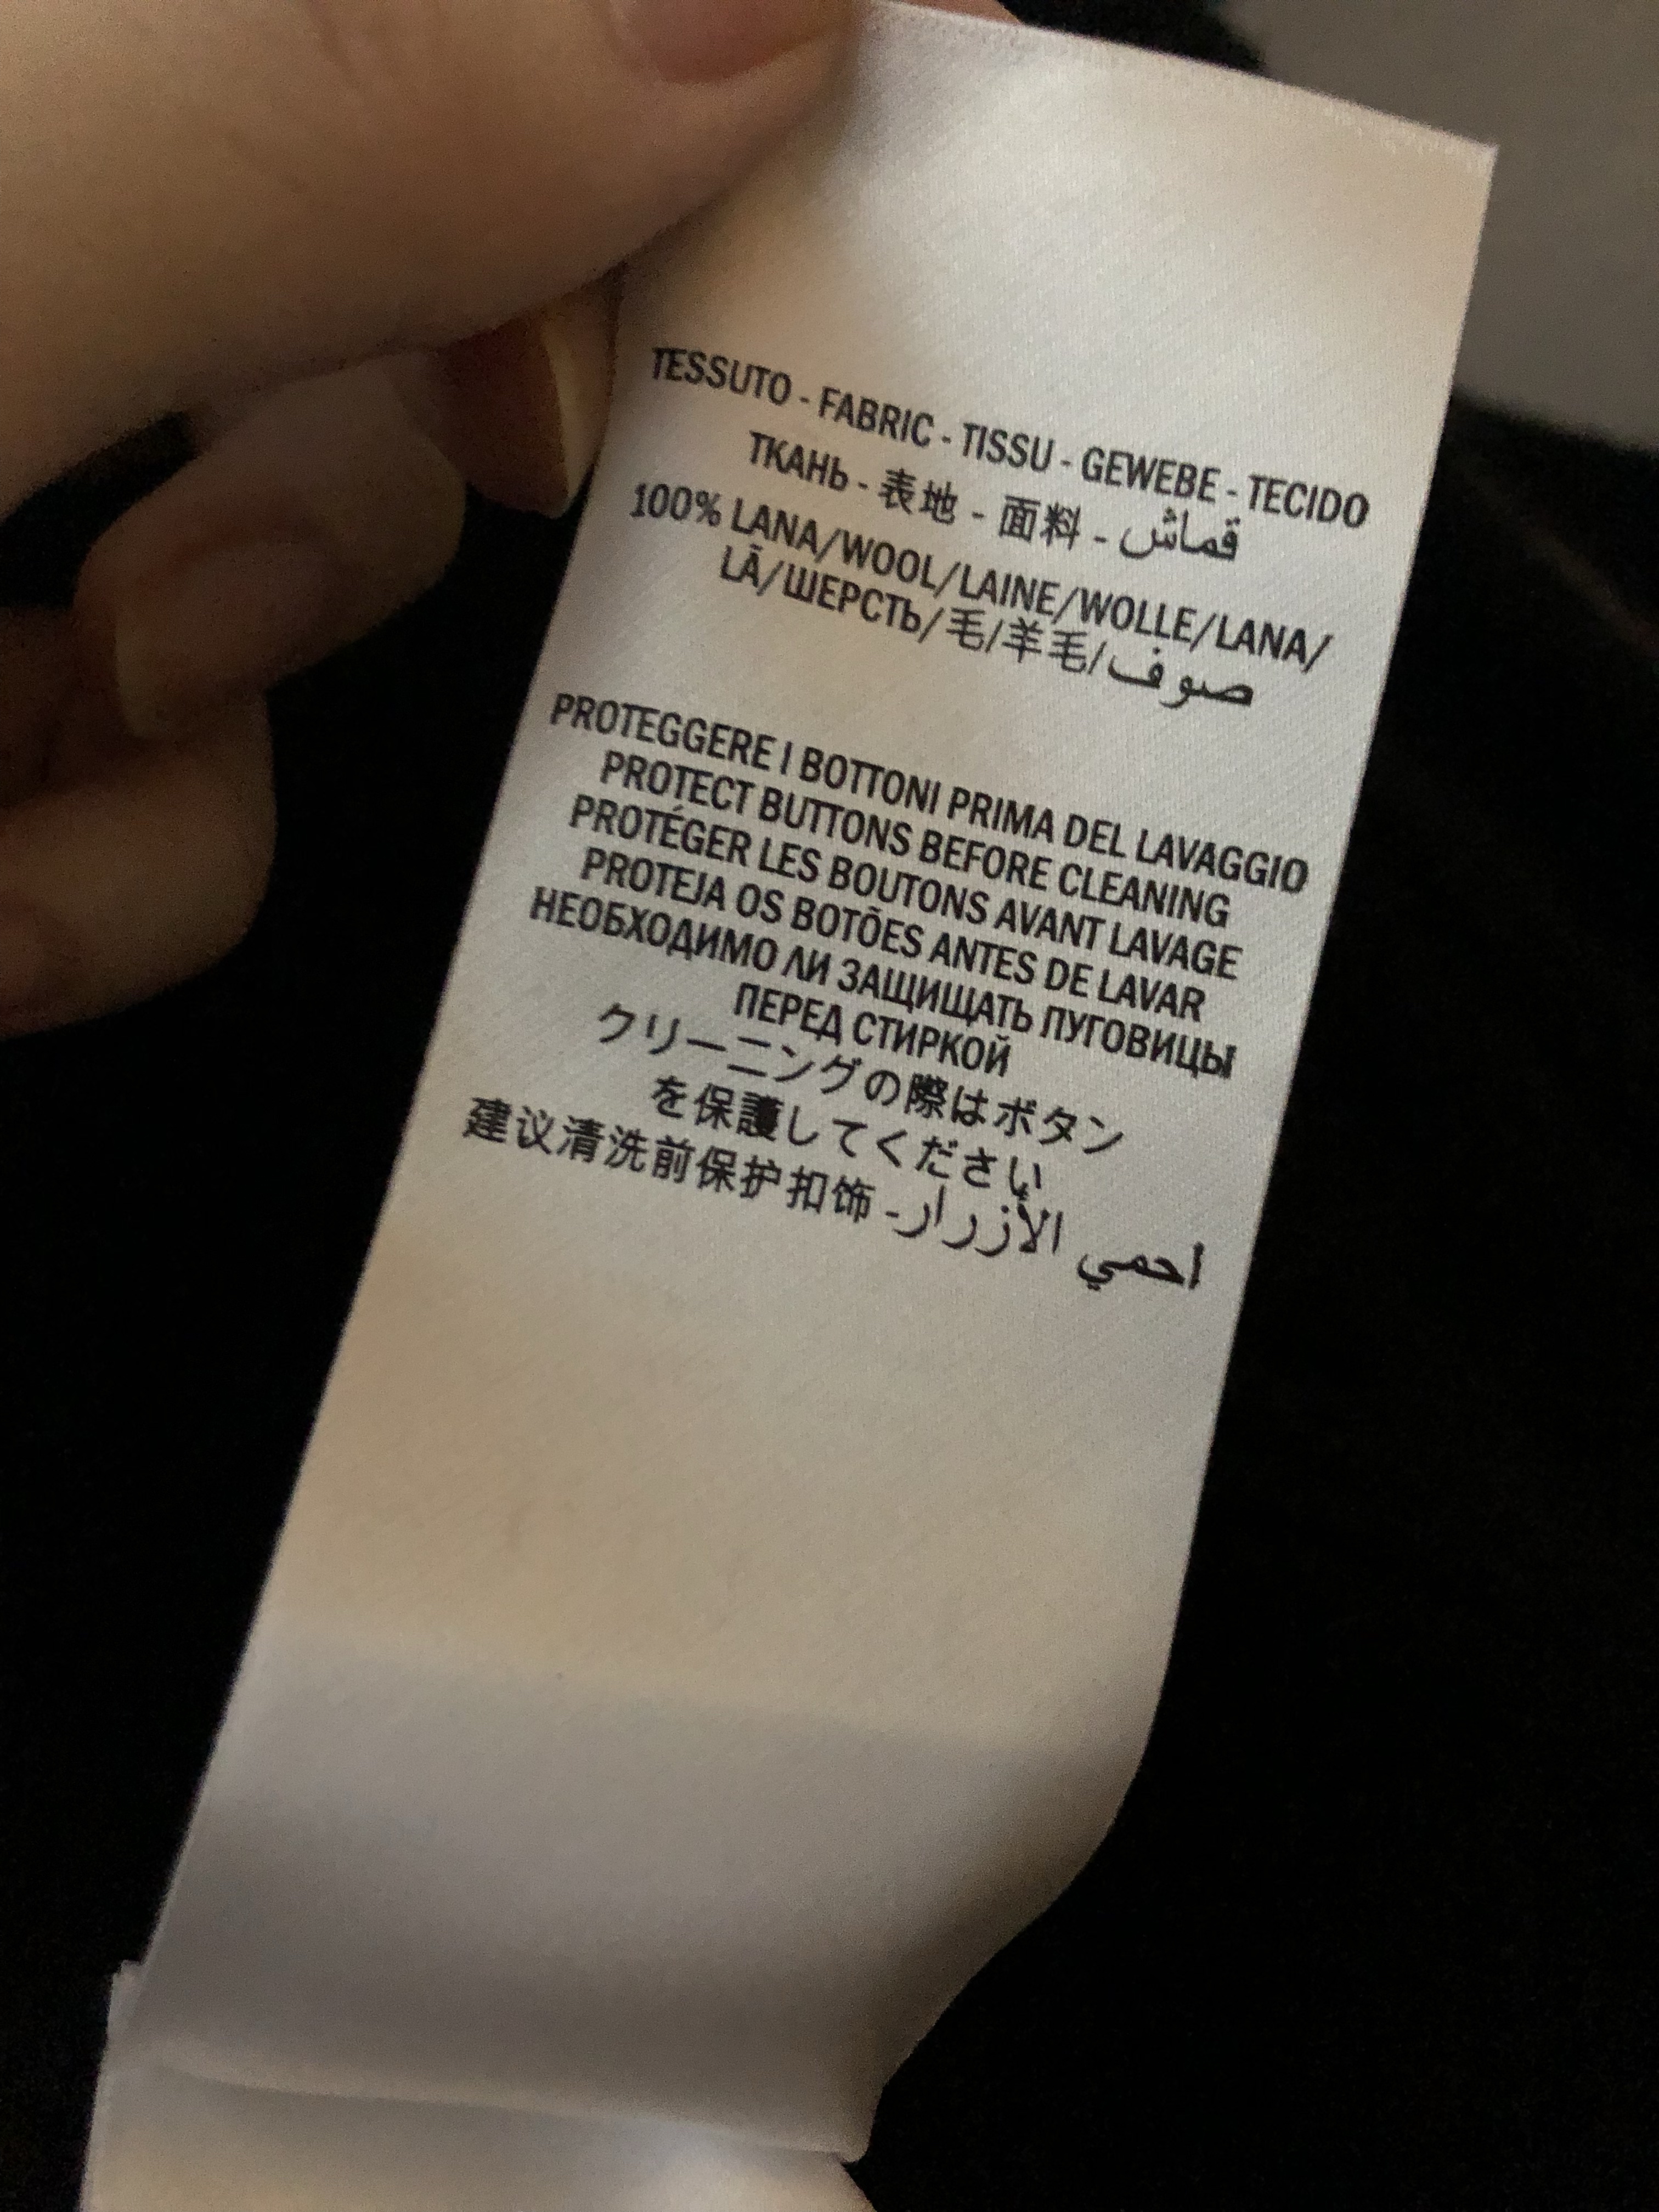 TESSUTO - FABRIC - TISSU - GEWEBE - TECIDO
ТКАНЬ - 表地 - 面料 - قماش
100% LANA/WOOL/LAINE/WOLLE/LANA/
LÃ/ШЕРСТЬ/毛/羊毛/صوف
PROTEGGERE I BOTTONI PRIMA DEL LAVAGGIO
PROTECT BUTTONS BEFORE CLEANING
PROTÉGER LES BOUTONS AVANT LAVAGE
PROTEJA OS BOTÕES ANTES DE LAVAR
НЕОБХОДИМО ЛИ ЗАЩИЩАТЬ ПУГОВИЦЫ
ПЕРЕД СТИРКОЙ
クリーニングの際はボタン
を保護してください
建议清洗前保护扣饰 - احمي الأزرار